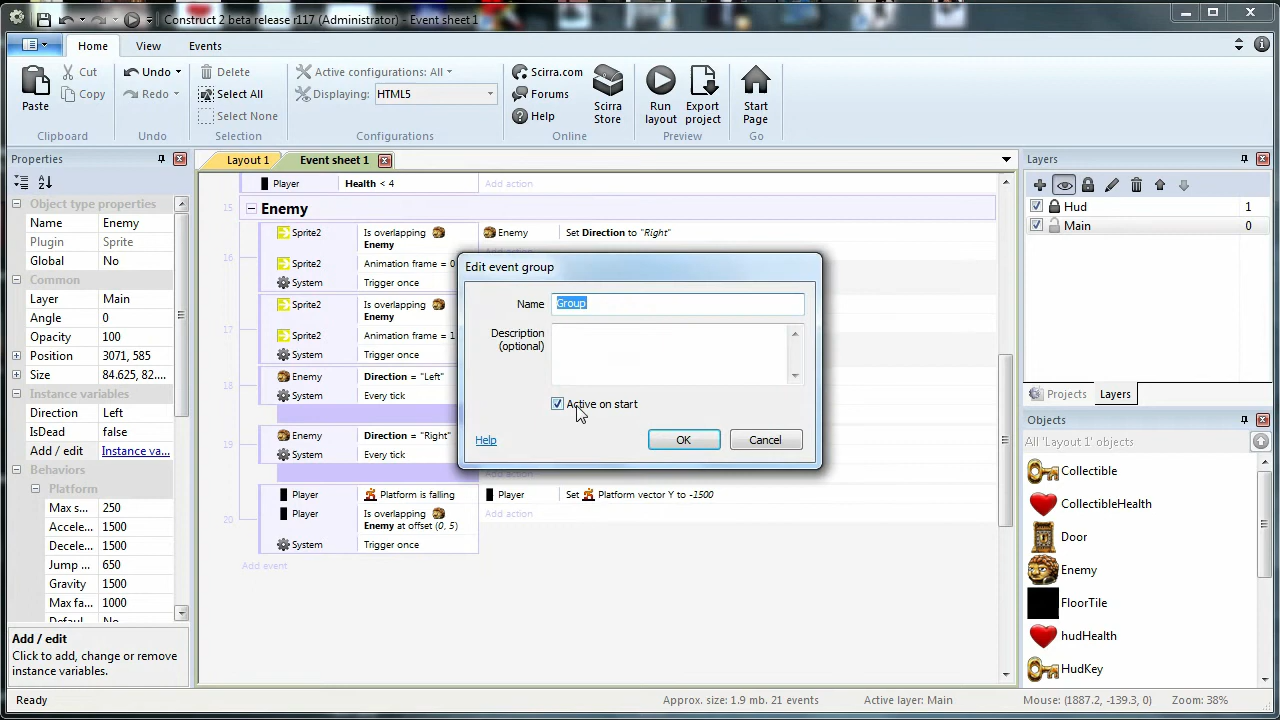 Construct 2 beta release r117 (Administrator) - Event sheet 1
Home View Events
Paste
Cut
Copy
Clipboard
Undo
Redo
Undo
Delete
Select All
Select None
Selection
Active configurations: All
Displaying: HTML5
Configurations
Scirra.com
Forums
Help
Scirra
Store
Online
Run
layout
Export
project
Preview
Start
Page
Go
Properties
Object type properties
Name Enemy
Plugin Sprite
Global No
Common
Layer Main
Angle 0
Opacity 100
Position 3071, 585
Size 84.625, 82....
Instance variables
Direction Left
IsDead false
Add / edit Instance va...
Behaviors
Platform
Max s... 250
Accele... 1500
Decele... 1500
Jump ... 650
Gravity 1500
Max fa... 1000
Add / edit
Click to add, change or remove
instance variables.
Layout 1 Event sheet 1
Player Health < 4 Add action
15 Enemy
Sprite2 Is overlapping Enemy
Enemy Set Direction to "Right"
16
Sprite2 Animation frame = 0
System Trigger once
Sprite2 Is overlapping
Enemy
17
Sprite2 Animation frame = 1
System Trigger once
18 Enemy Direction = "Left"
System Every tick
19 Enemy Direction = "Right"
System Every tick
Add action
Player Platform is falling Player Set Platform vector Y to -1500
20 Player Is overlapping Add action
Enemy at offset (0, 5)
System Trigger once
Add event
Edit event group
Name Group
Description
(optional)
Active on start
Help OK Cancel
Layers
Hud 1
Main 0
Projects Layers
Objects
All 'Layout 1' objects
Collectible
CollectibleHealth
Door
Enemy
FloorTile
hudHealth
HudKey
Ready Approx. size: 1.9 mb. 21 events Active layer: Main Mouse: (1887.2, -139.3, 0) Zoom: 38%